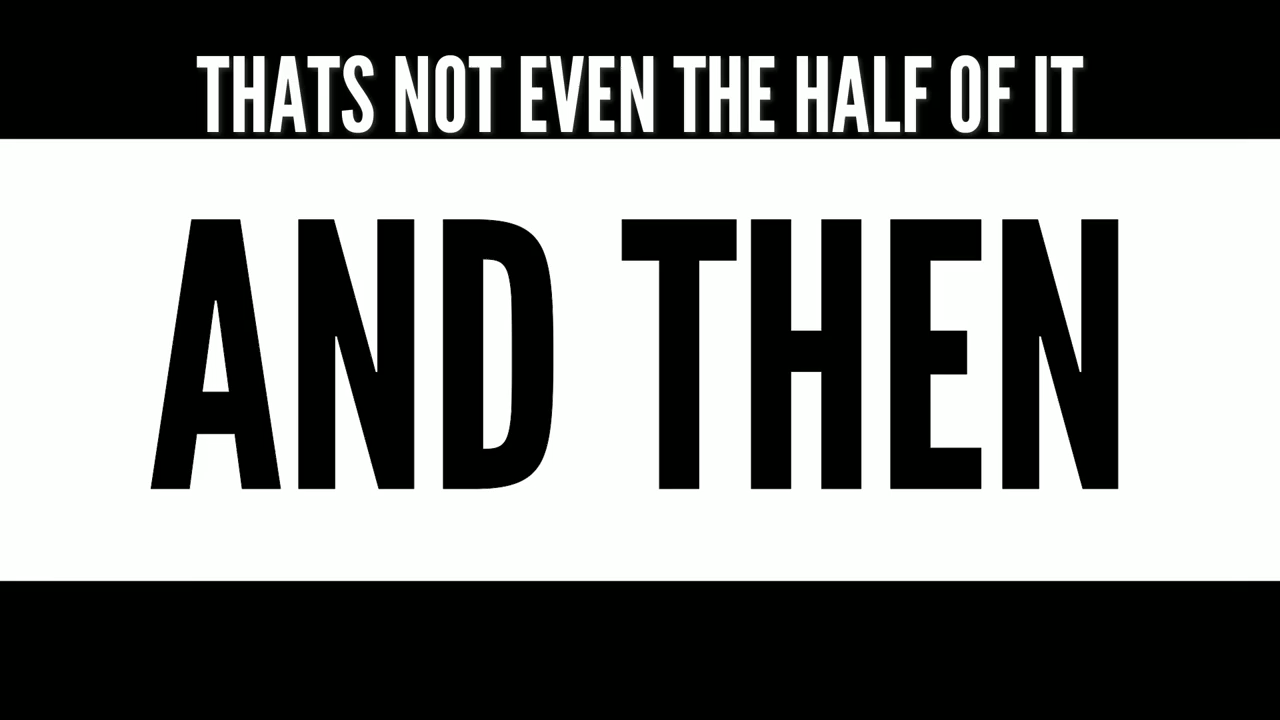 THATS NOT EVEN THE HALF OF IT
AND THEN